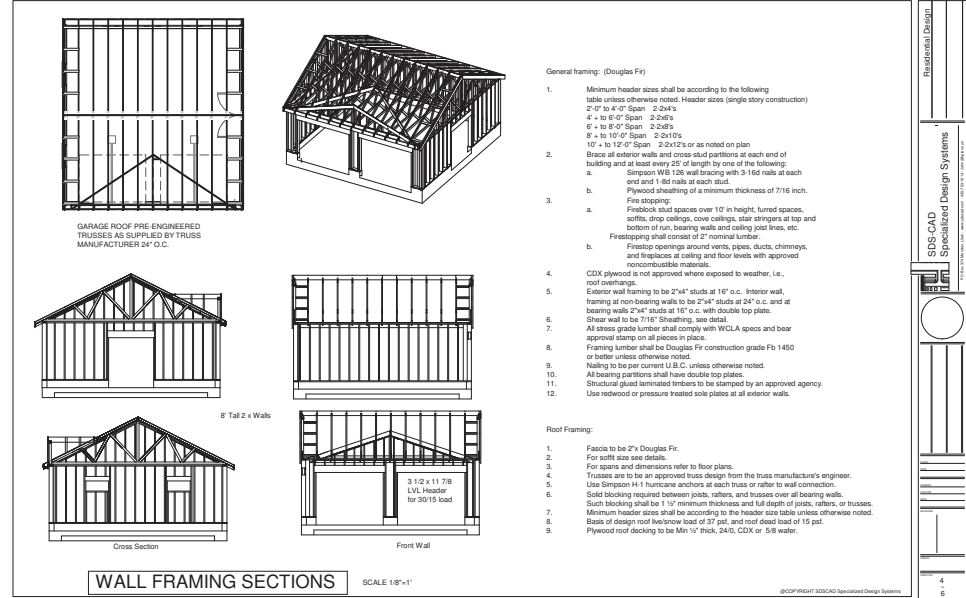 GARAGE ROOF PRE-ENGINEERED
TRUSSES AS SUPPLIED BY TRUSS
MANUFACTURER 24" O.C.
8' Tall 2 x Walls
3 1/2 x 11 7/8
LVL Header
for 30/15 load
Cross Section
Front Wall
WALL FRAMING SECTIONS
SCALE 1/8"=1'
General framing: (Douglas Fir)
1. Minimum header sizes shall be according to the following
table unless otherwise noted. Header sizes (single story construction)
2'-0" to 4'-0" Span 2-2x4's
4' + to 6'-0" Span 2-2x6's
6' + to 8'-0" Span 2-2x8's
8' + to 10'-0" Span 2-2x10's
10' + to 12'-0" Span 2-2x12's or as noted on plan
2. Brace all exterior walls and cross-stud partitions at each end of
building and at least every 25' of length by one of the following:
a. Simpson WB 126 wall bracing with 3-16d nails at each
end and 1-8d nails at each stud.
b. Plywood sheathing of a minimum thickness of 7/16 inch.
3. Fire stopping:
a. Fireblock stud spaces over 10' in height, furred spaces,
soffits, drop ceilings, cove ceilings, stair stringers at top and
bottom of run, bearing walls and ceiling joist lines, etc.
Firestopping shall consist of 2" nominal lumber.
b. Firestop openings around vents, pipes, ducts, chimneys,
and fireplaces at ceiling and floor levels with approved
noncombustible materials.
4. CDX plywood is not approved where exposed to weather, i.e.,
roof overhangs.
5. Exterior wall framing to be 2"x4" studs at 16" o.c. Interior wall,
framing at non-bearing walls to be 2"x4" studs at 24" o.c. and at
bearing walls 2"x4" studs at 16" o.c. with double top plate.
6. Shear wall to be 7/16" Sheathing, see detail.
7. All stress grade lumber shall comply with WCLA specs and bear
approval stamp on all pieces in place.
8. Framing lumber shall be Douglas Fir construction grade Fb 1450
or better unless otherwise noted.
9. Nailing to be per current U.B.C. unless otherwise noted.
10. All bearing partitions shall have double top plates.
11. Structural glued laminated timbers to be stamped by an approved agency.
12. Use redwood or pressure treated sole plates at all exterior walls.
Roof Framing:
1. Fascia to be 2"x Douglas Fir.
2. For soffit size see details.
3. For spans and dimensions refer to floor plans.
4. Trusses are to be an approved truss design from the truss manufacture's engineer.
5. Use Simpson H-1 hurricane anchors at each truss or rafter to wall connection.
6. Solid blocking required between joists, rafters, and trusses over all bearing walls.
Such blocking shall be 1 ½" minimum thickness and full depth of joists, rafters, or trusses.
7. Minimum header sizes shall be according to the header size table unless otherwise noted.
8. Basis of design roof live/snow load of 37 psf, and roof dead load of 15 psf.
9. Plywood roof decking to be Min ½" thick, 24/0, CDX or 5/8 wafer.
@COPYRIGHT SDSCAD Specialized Design Systems
Residential Design
SDS-CAD
Specialized Design Systems
4
-
6